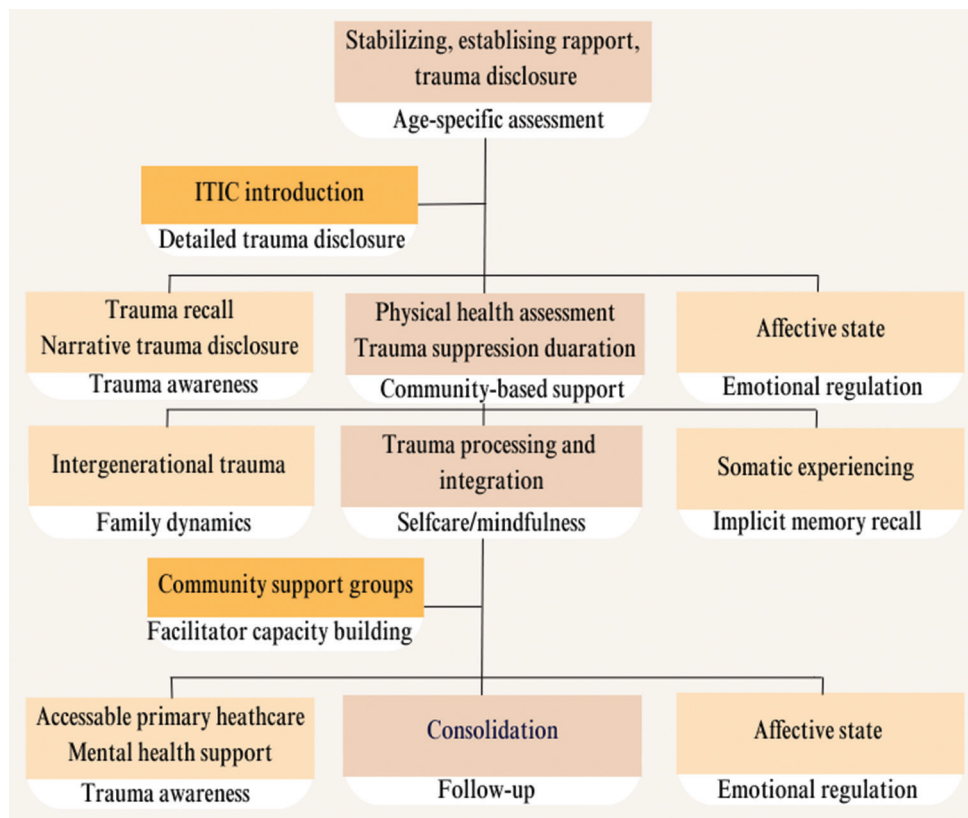 Stabilizing, establising rapport,
trauma disclosure
Age-specific assessment
ITIC introduction
Detailed trauma disclosure
Trauma recall
Narrative trauma disclosure
Trauma awareness
Physical health assessment
Trauma suppression duaration
Community-based support
Affective state
Emotional regulation
Intergenerational trauma
Family dynamics
Trauma processing and
integration
Selfcare/mindfulness
Somatic experiencing
Implicit memory recall
Community support groups
Facilitator capacity building
Accessable primary heathcare
Mental health support
Trauma awareness
Consolidation
Follow-up
Affective state
Emotional regulation